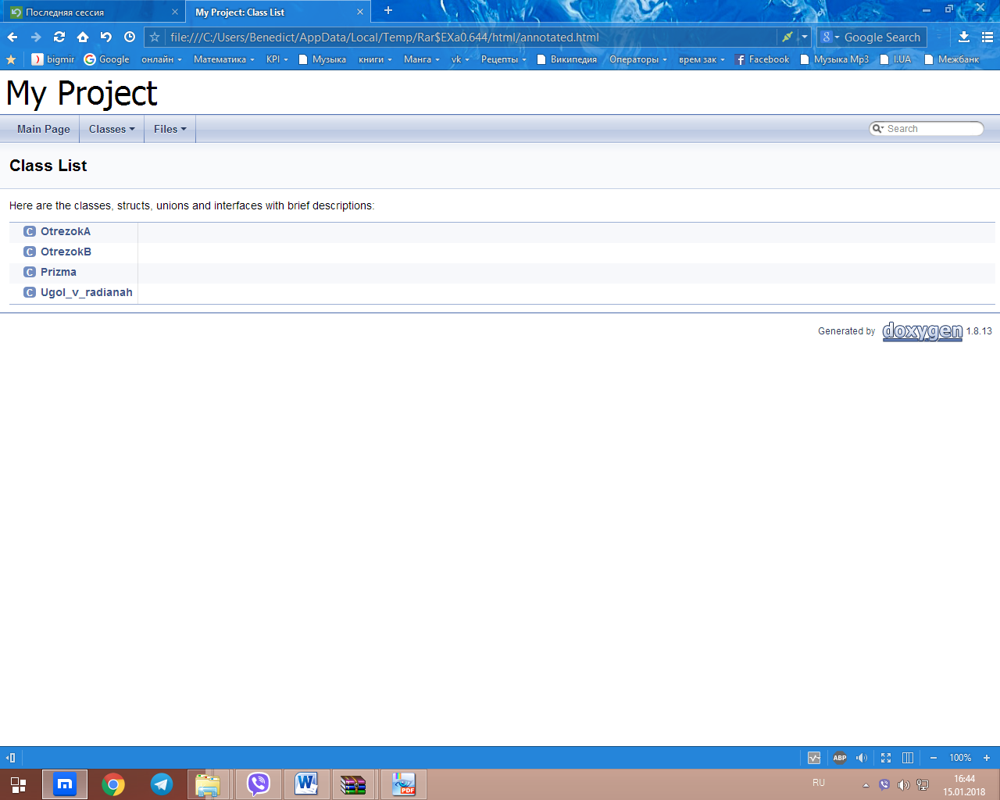 Последняя сессия
My Project: Class List
file:///C:/Users/Benedict/AppData/Local/Temp/Rar$EXa0.644/html/annotated.html
Google Search
bigmir Google онлайн Математика KPI Музыка книги Манга vk Рецепты Википедия Операторы врем зак Facebook Музыка Mp3 I.UA Межбанк
My Project
Main Page Classes Files Search
Class List
Here are the classes, structs, unions and interfaces with brief descriptions:
C OtrezokA
C OtrezokB
C Prizma
C Ugol_v_radianah
Generated by doxygen 1.8.13
ABP 100%
RU
16:44
15.01.2018
PDF